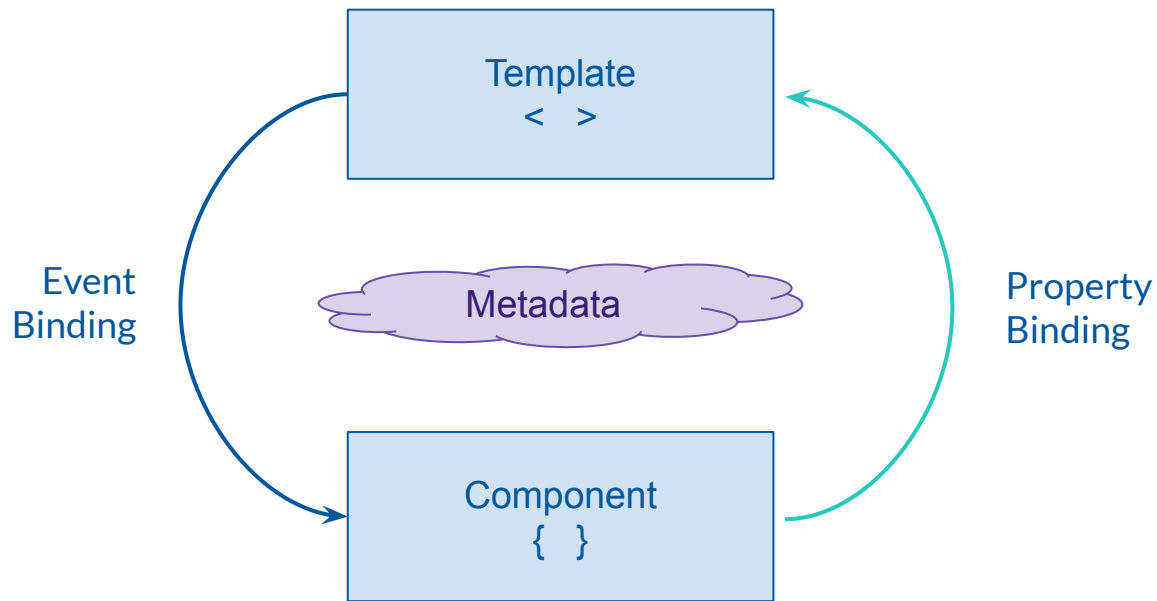 Template
< >
Event
Binding
Metadata
Property
Binding
Component
{ }